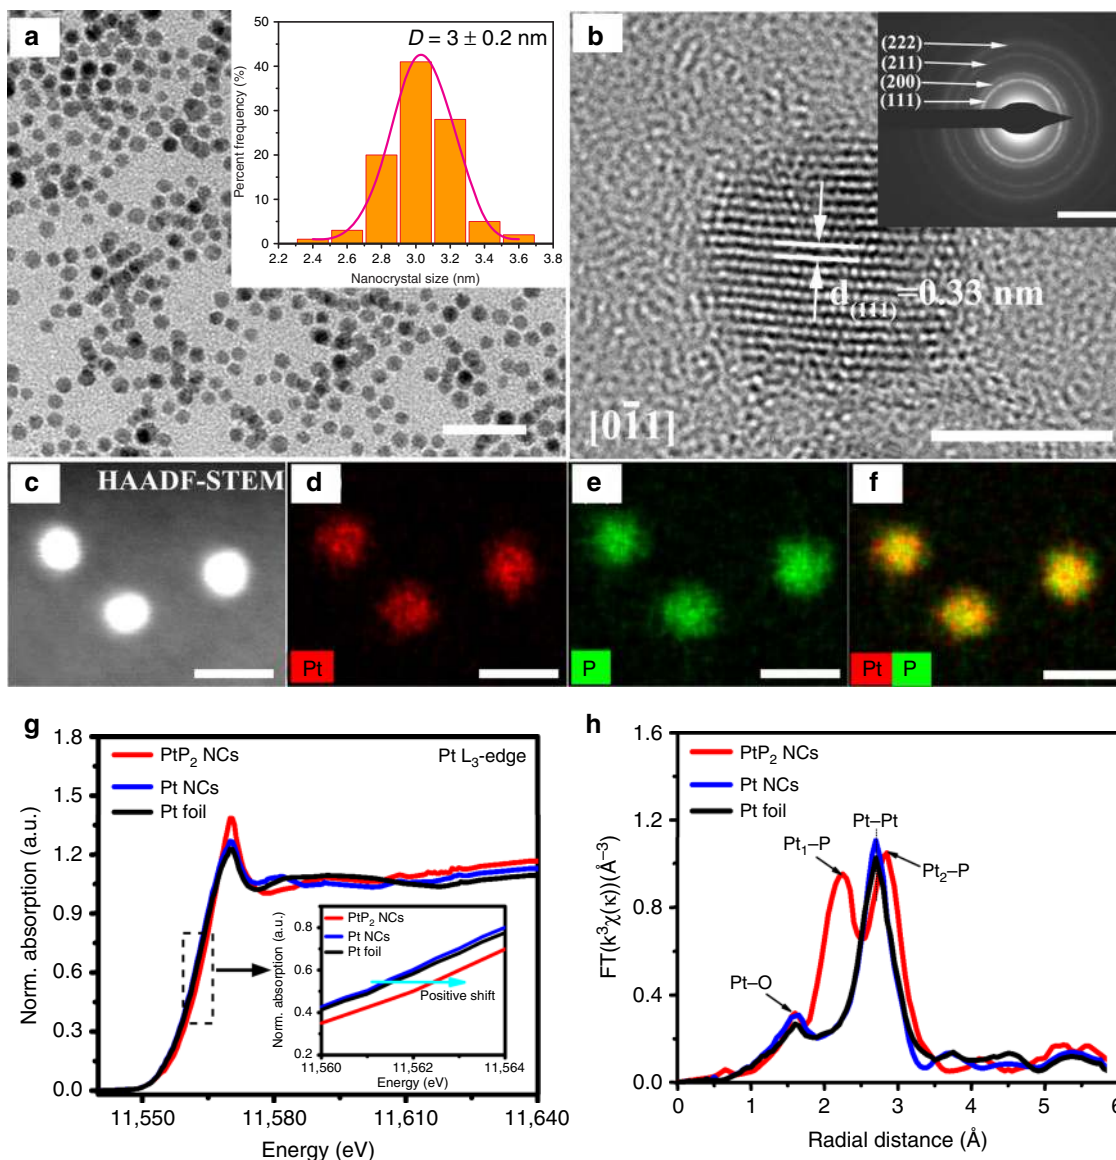 a
D = 3 ± 0.2 nm
Percent frequency (%)
50
40
30
20
10
0
2.2 2.4 2.6 2.8 3.0 3.2 3.4 3.6 3.8
Nanocrystal size (nm)
b
(222)
(211)
(200)
(111)
d(111)=0.33 nm
[01̄1]
c
HAADF-STEM
d
Pt
e
P
f
Pt P
g
PtP₂ NCs
Pt NCs
Pt foil
Pt L₃-edge
Norm. absorption (a.u.)
1.8
1.5
1.2
0.9
0.6
0.3
0.0
11,550 11,580 11,610 11,640
Energy (eV)
PtP₂ NCs
Pt NCs
Pt foil
Positive shift
Norm. absorption (a.u.)
0.8
0.6
0.4
0.2
11,560 11,562 11,564
Energy (eV)
h
PtP₂ NCs
Pt NCs
Pt foil
Pt–Pt
Pt₁–P
Pt₂–P
Pt–O
FT(k³χ(κ))(Å⁻³)
1.6
1.2
0.8
0.4
0.0
0 1 2 3 4 5 6
Radial distance (Å)